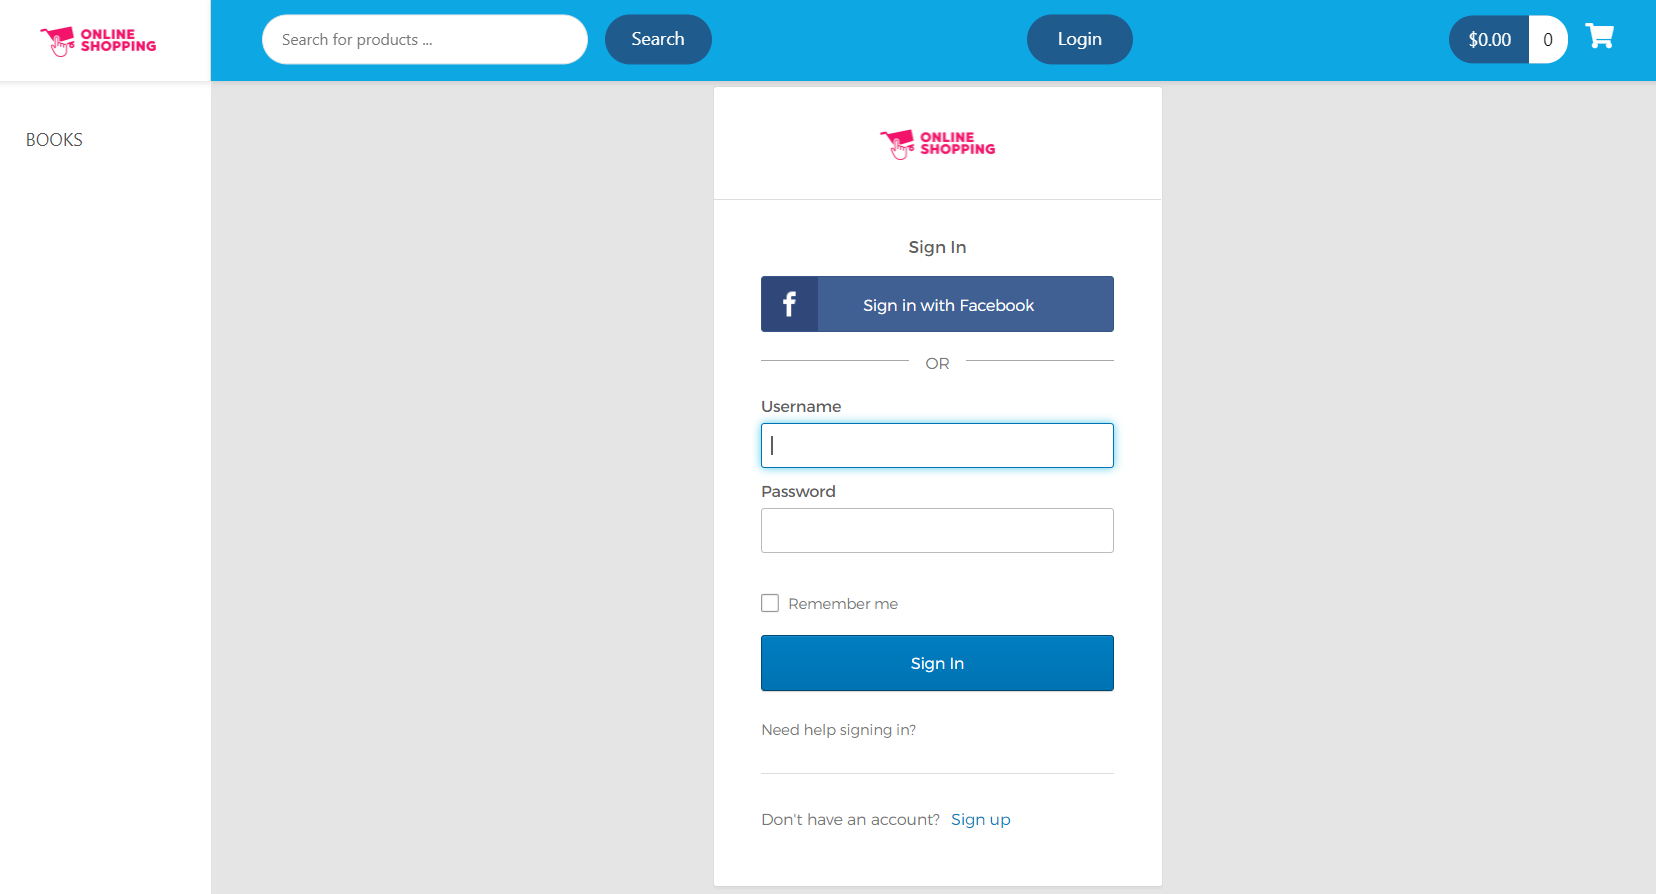 ONLINE
SHOPPING
Search for products ...
Search
Login
$0.00
0
BOOKS
ONLINE
SHOPPING
Sign In
f
Sign in with Facebook
OR
Username
Password
Remember me
Sign In
Need help signing in?
Don't have an account? Sign up